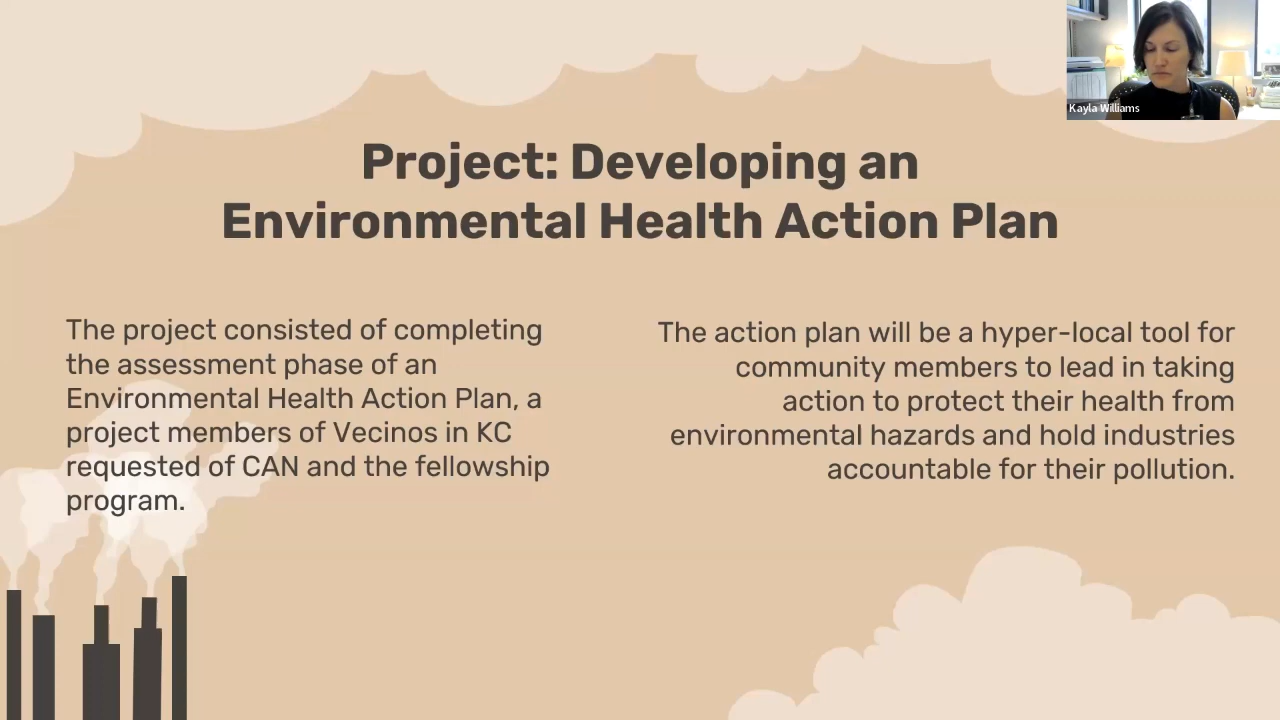 Kayla Williams
Project: Developing an
Environmental Health Action Plan
The project consisted of completing
the assessment phase of an
Environmental Health Action Plan, a
project members of Vecinos in KC
requested of CAN and the fellowship
program.
The action plan will be a hyper-local tool for
community members to lead in taking
action to protect their health from
environmental hazards and hold industries
accountable for their pollution.